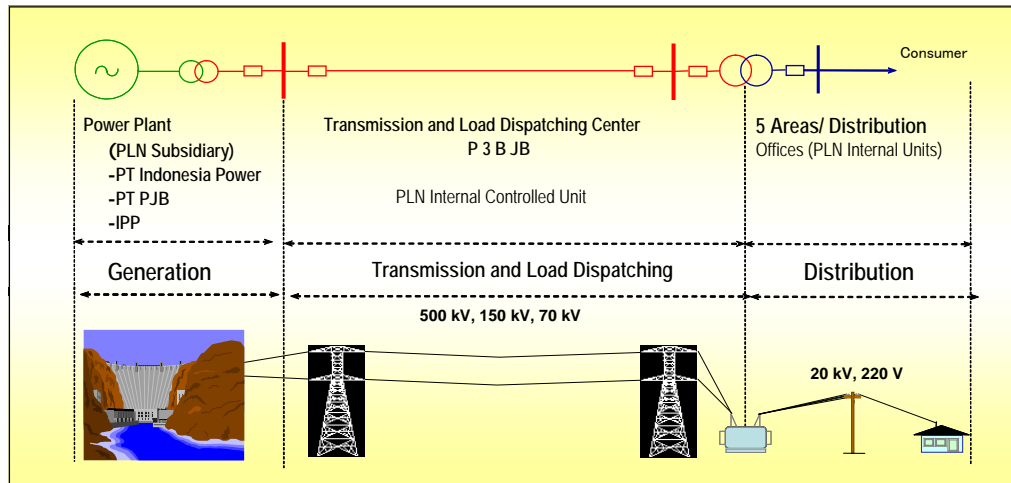 Consumer
Power Plant
(PLN Subsidiary)
-PT Indonesia Power
-PT PJB
-IPP
Transmission and Load Dispatching Center
P 3 B JB
PLN Internal Controlled Unit
5 Areas/ Distribution
Offices (PLN Internal Units)
Generation
Transmission and Load Dispatching
Distribution
500 kV, 150 kV, 70 kV
20 kV, 220 V